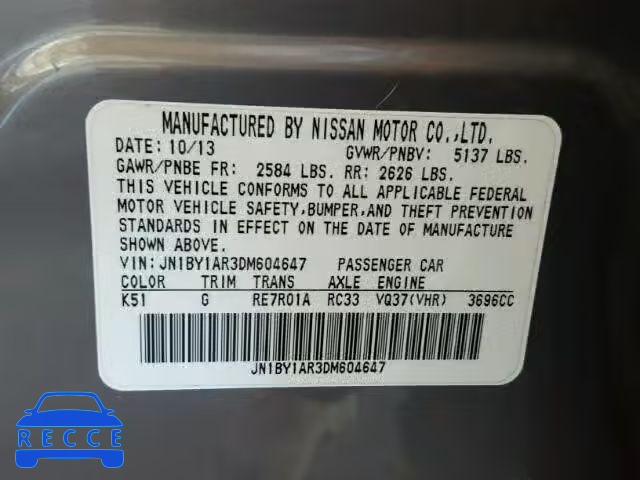 MANUFACTURED BY NISSAN MOTOR CO.,LTD.
DATE: 10/13 GVWR/PNBV: 5137 LBS.
GAWR/PNBE FR: 2584 LBS. RR: 2626 LBS.
THIS VEHICLE CONFORMS TO ALL APPLICABLE FEDERAL
MOTOR VEHICLE SAFETY,BUMPER,AND THEFT PREVENTION
STANDARDS IN EFFECT ON THE DATE OF MANUFACTURE
SHOWN ABOVE.
VIN:JN1BY1AR3DM604647 PASSENGER CAR
COLOR TRIM TRANS AXLE ENGINE
K51 G RE7R01A RC33 VQ37(VHR) 3696CC
JN1BY1AR3DM604647
RECCE